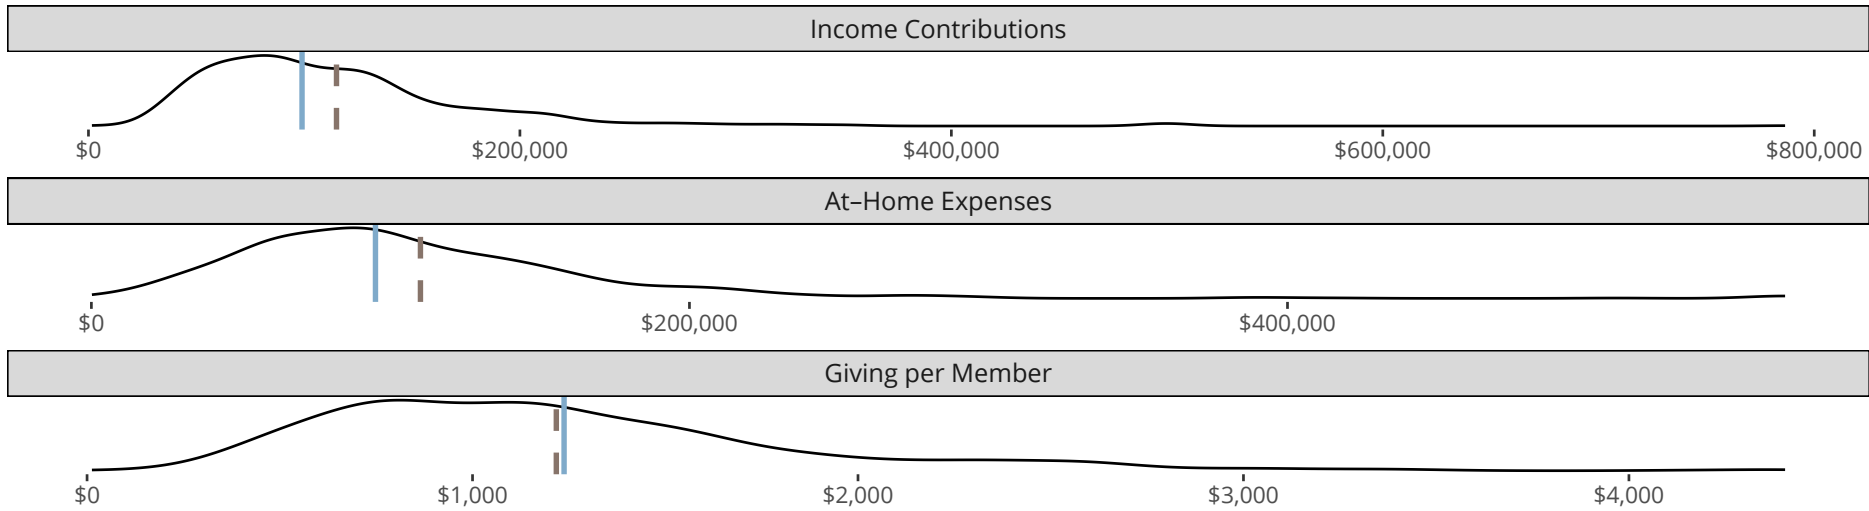 Income Contributions
$0 $200,000 $400,000 $600,000 $800,000
At–Home Expenses
$0 $200,000 $400,000
Giving per Member
$0 $1,000 $2,000 $3,000 $4,000